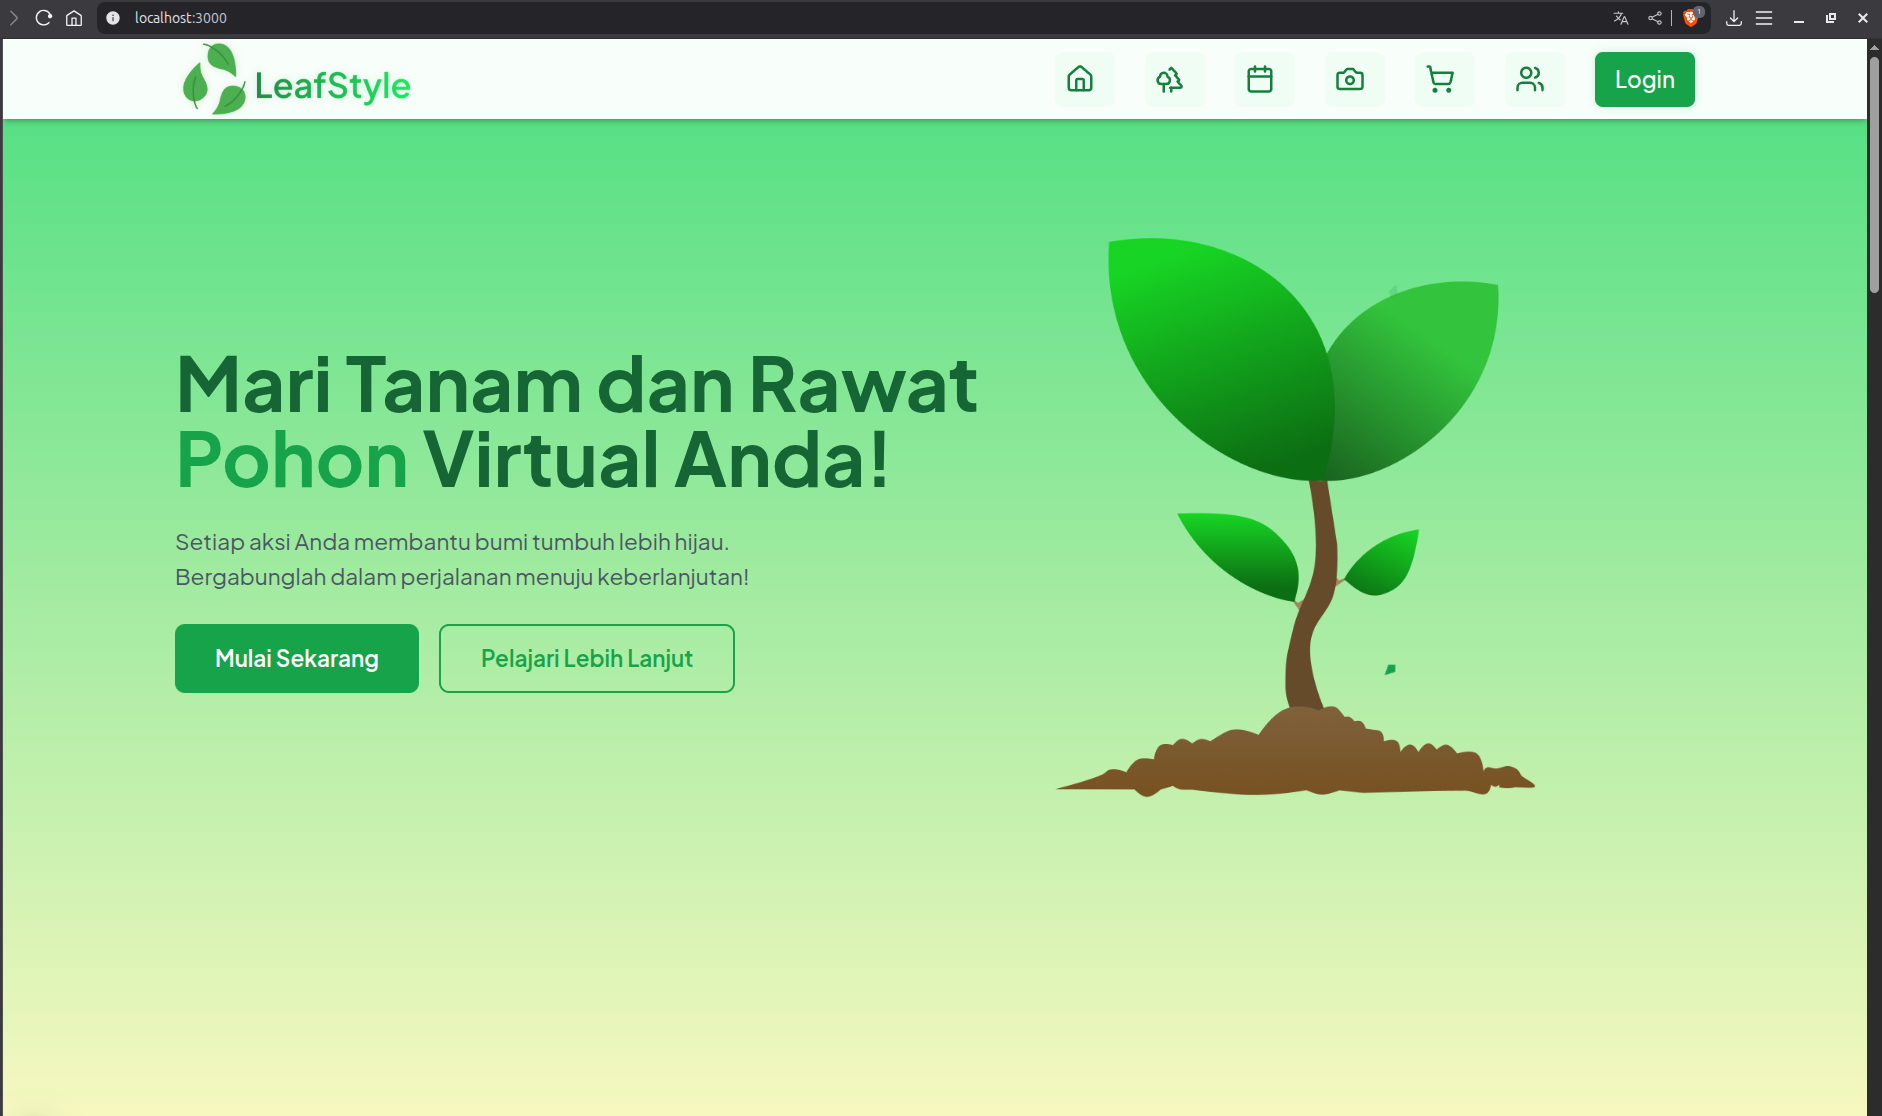 localhost:3000
1
LeafStyle
Login
Mari Tanam dan Rawat
Pohon Virtual Anda!
Setiap aksi Anda membantu bumi tumbuh lebih hijau.
Bergabunglah dalam perjalanan menuju keberlanjutan!
Mulai Sekarang
Pelajari Lebih Lanjut